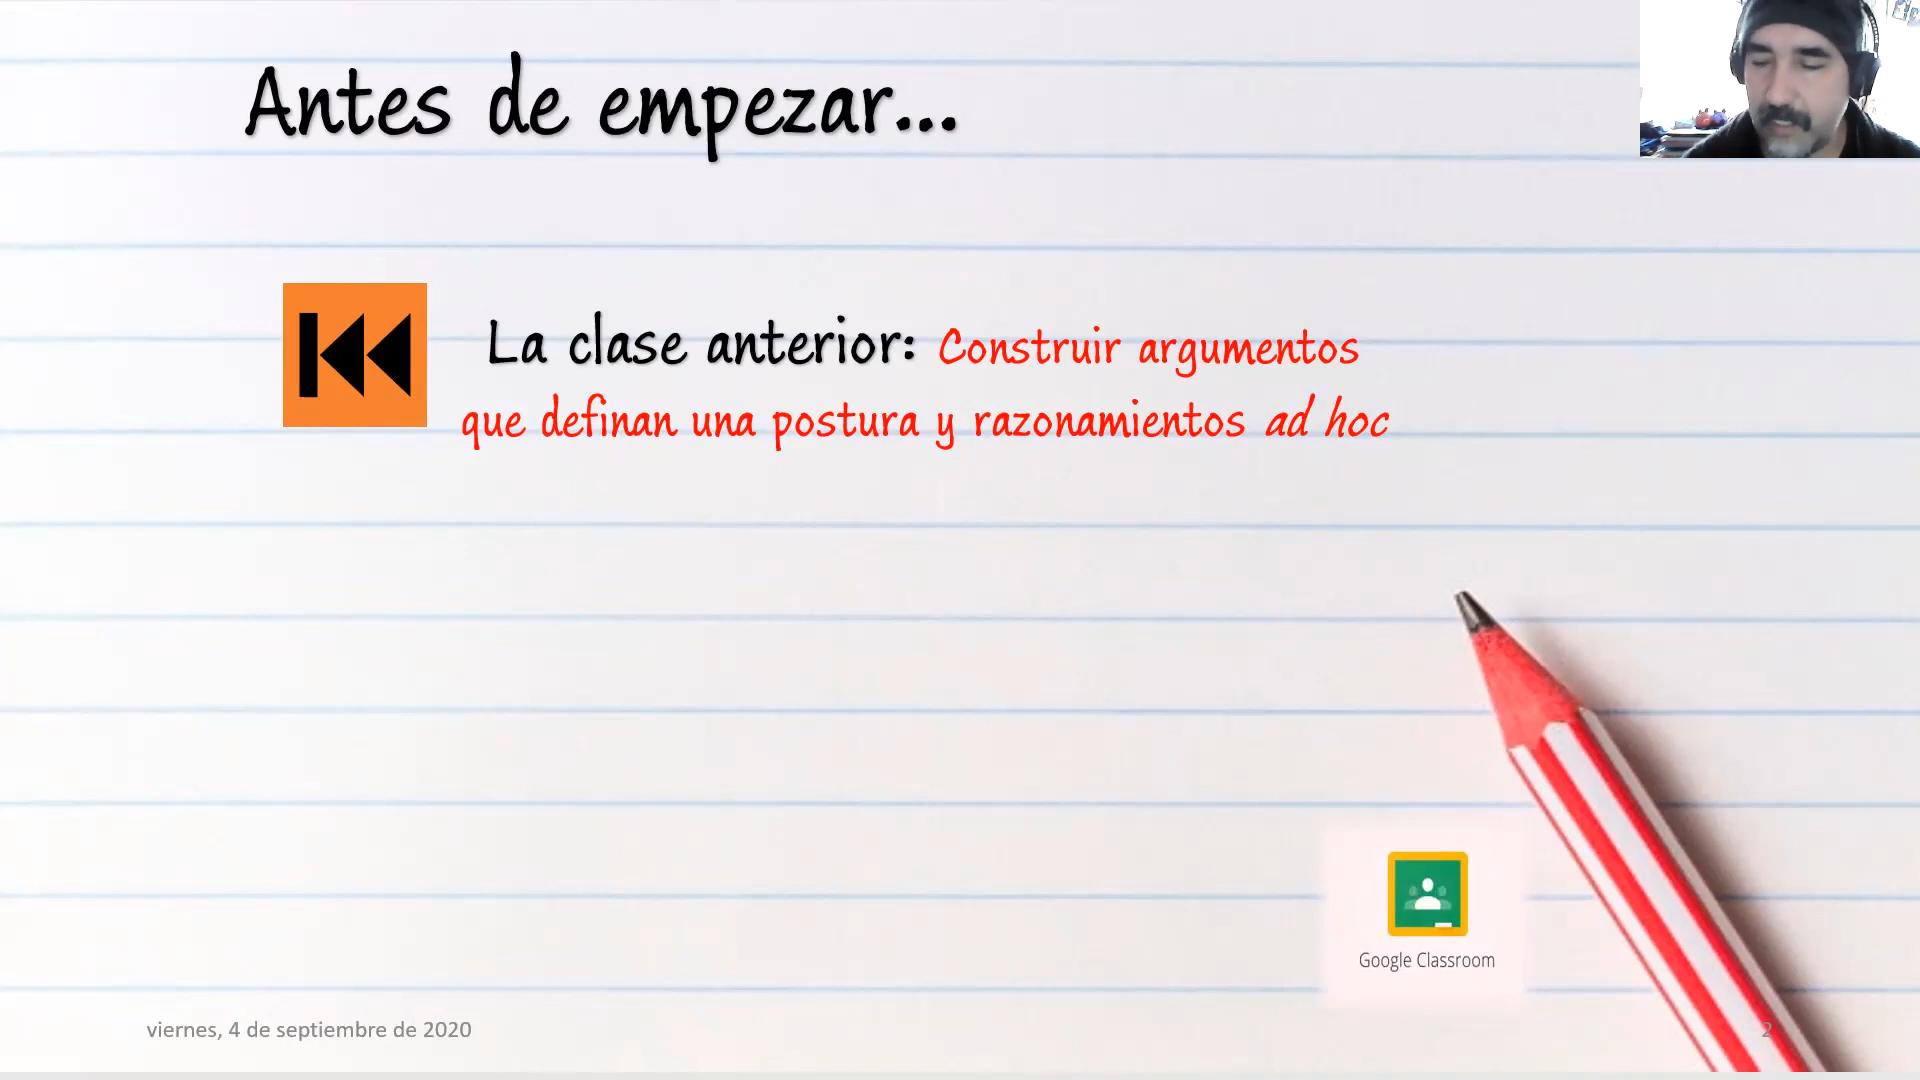 Antes de empezar...
La clase anterior: Construir argumentos
que definan una postura y razonamientos ad hoc
Google Classroom
viernes, 4 de septiembre de 2020
2